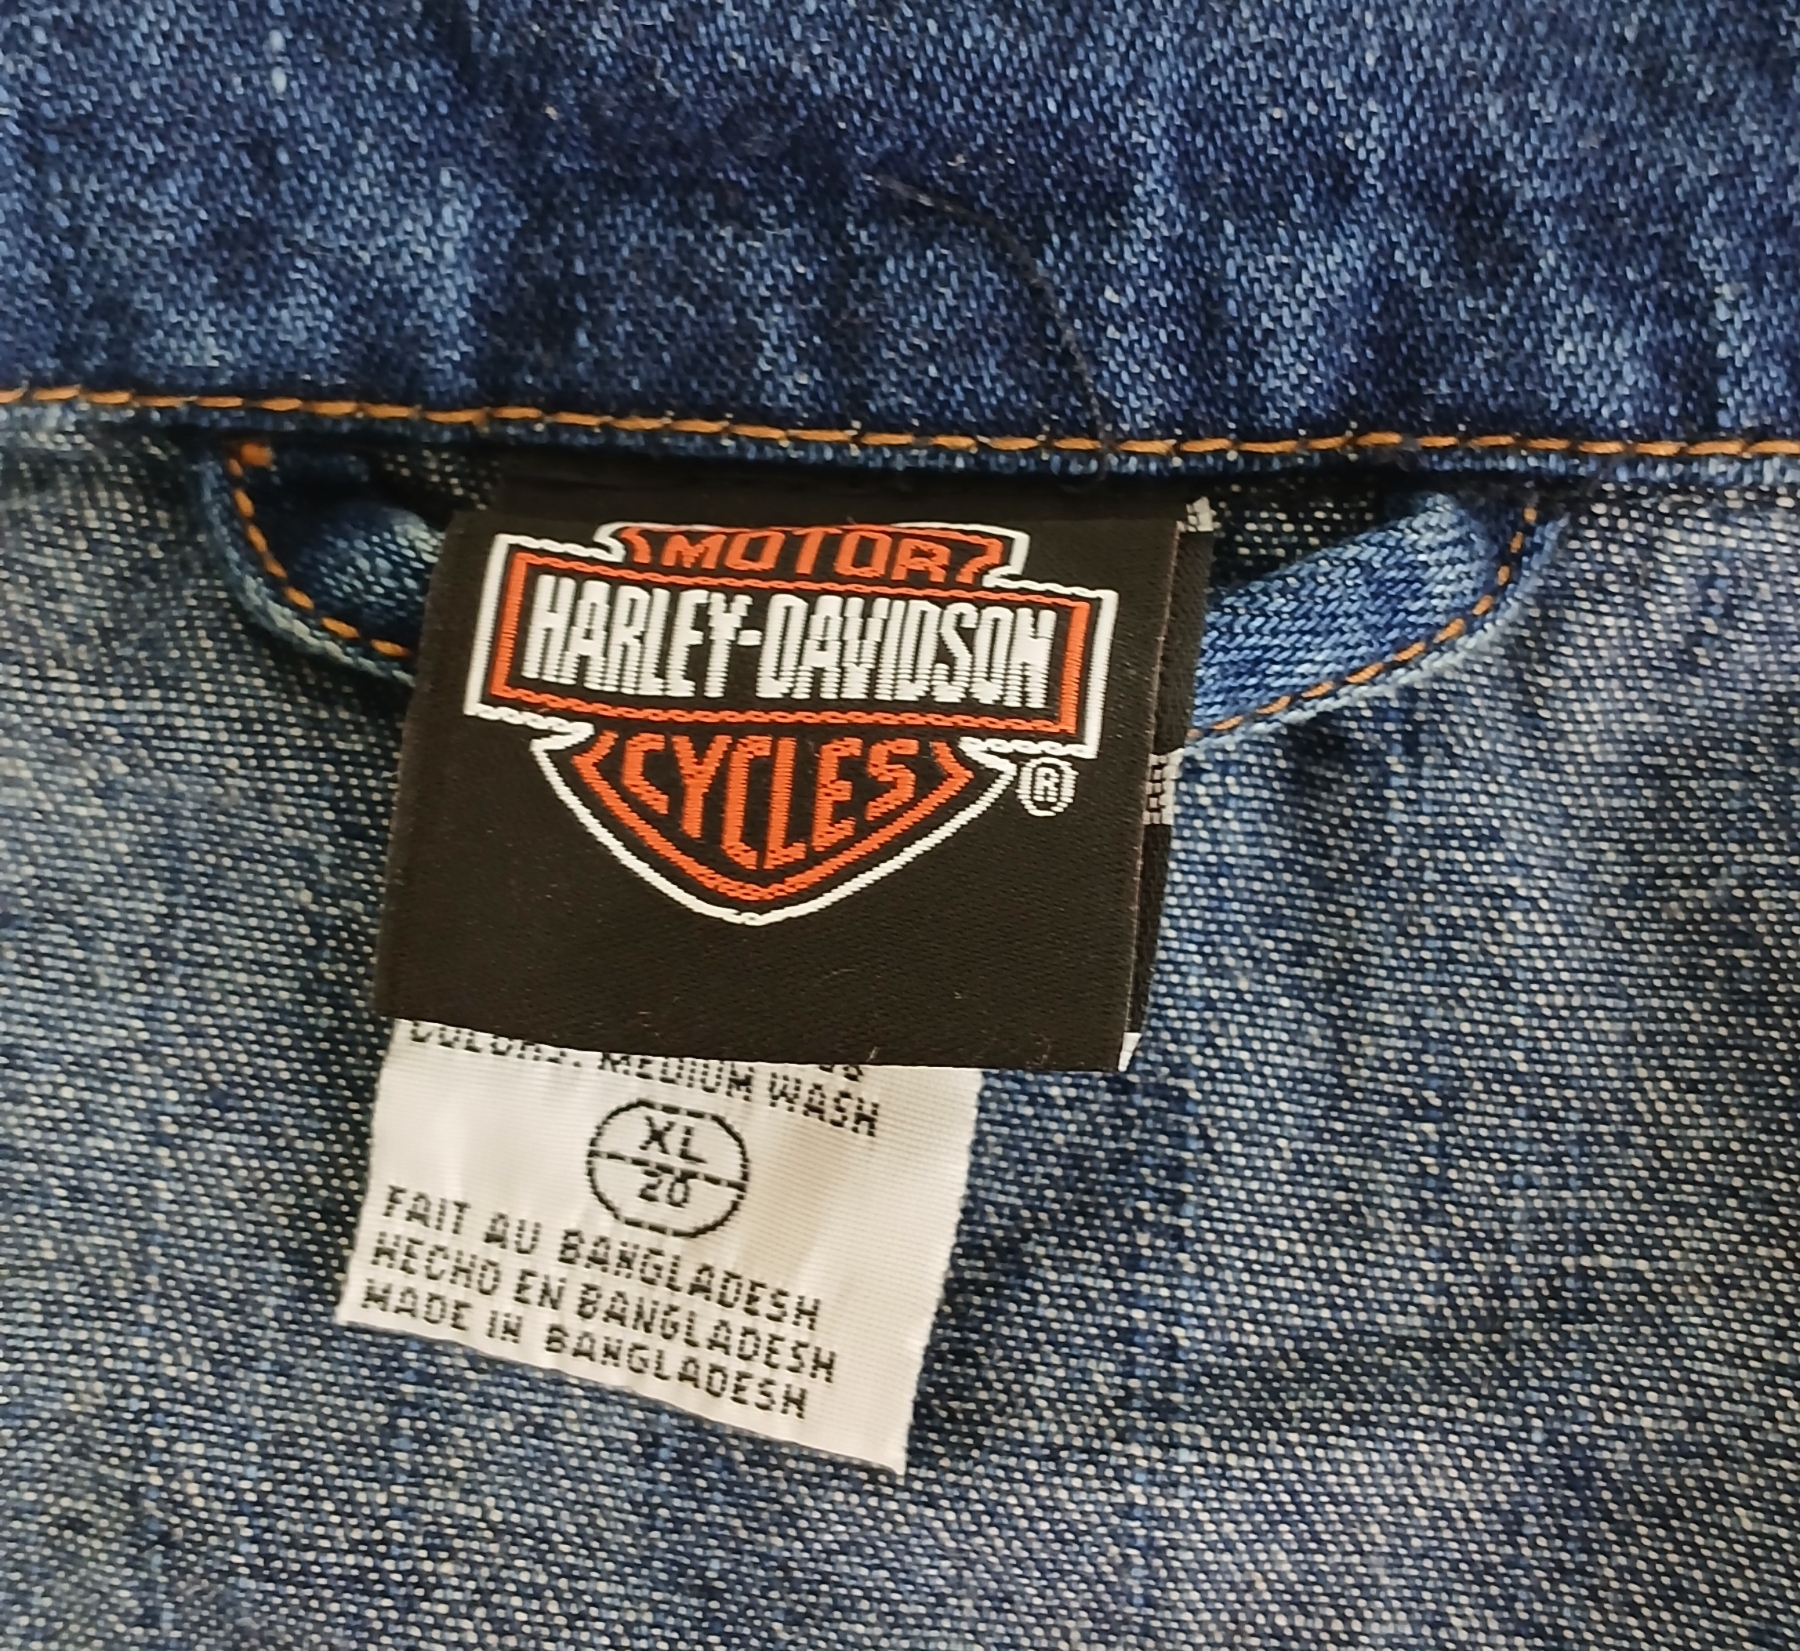 MOTOR
HARLEY-DAVIDSON
CYCLES
®
MEDIUM WASH
XL
20
FAIT AU BANGLADESH
HECHO EN BANGLADESH
MADE IN BANGLADESH